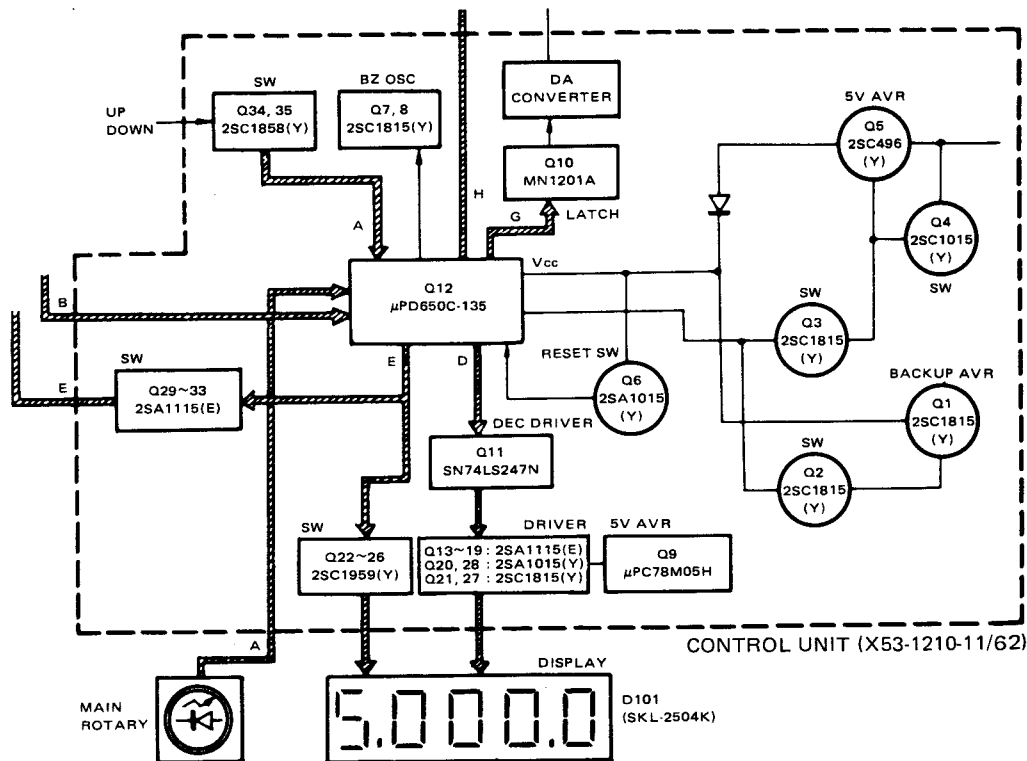 UP
DOWN
SW
Q34, 35
2SC1858(Y)
BZ OSC
Q7, 8
2SC1815(Y)
DA
CONVERTER
Q10
MN1201A
LATCH
5V AVR
Q5
2SC496
(Y)
Q4
2SC1015
(Y)
SW
A
H
G
Vcc
Q12
μPD650C-135
B
SW
Q3
2SC1815
(Y)
E
SW
Q29~33
2SA1115(E)
E
D
RESET SW
Q6
2SA1015
(Y)
BACKUP AVR
Q1
2SC1815
(Y)
DEC DRIVER
Q11
SN74LS247N
SW
Q2
2SC1815
(Y)
SW
Q22~26
2SC1959(Y)
DRIVER
Q13~19 : 2SA1115(E)
Q20, 28 : 2SA1015(Y)
Q21, 27 : 2SC1815(Y)
5V AVR
Q9
μPC78M05H
CONTROL UNIT (X53-1210-11/62)
A
MAIN
ROTARY
DISPLAY
5.000.0
D101
(SKL-2504K)